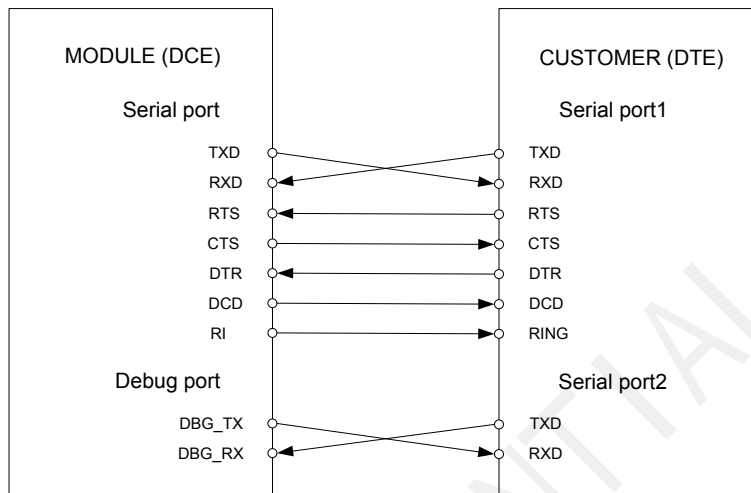 MODULE (DCE) CUSTOMER (DTE)
Serial port Serial port1
TXD TXD
RXD RXD
RTS RTS
CTS CTS
DTR DTR
DCD DCD
RI RING
Debug port Serial port2
DBG_TX TXD
DBG_RX RXD
NTIAL